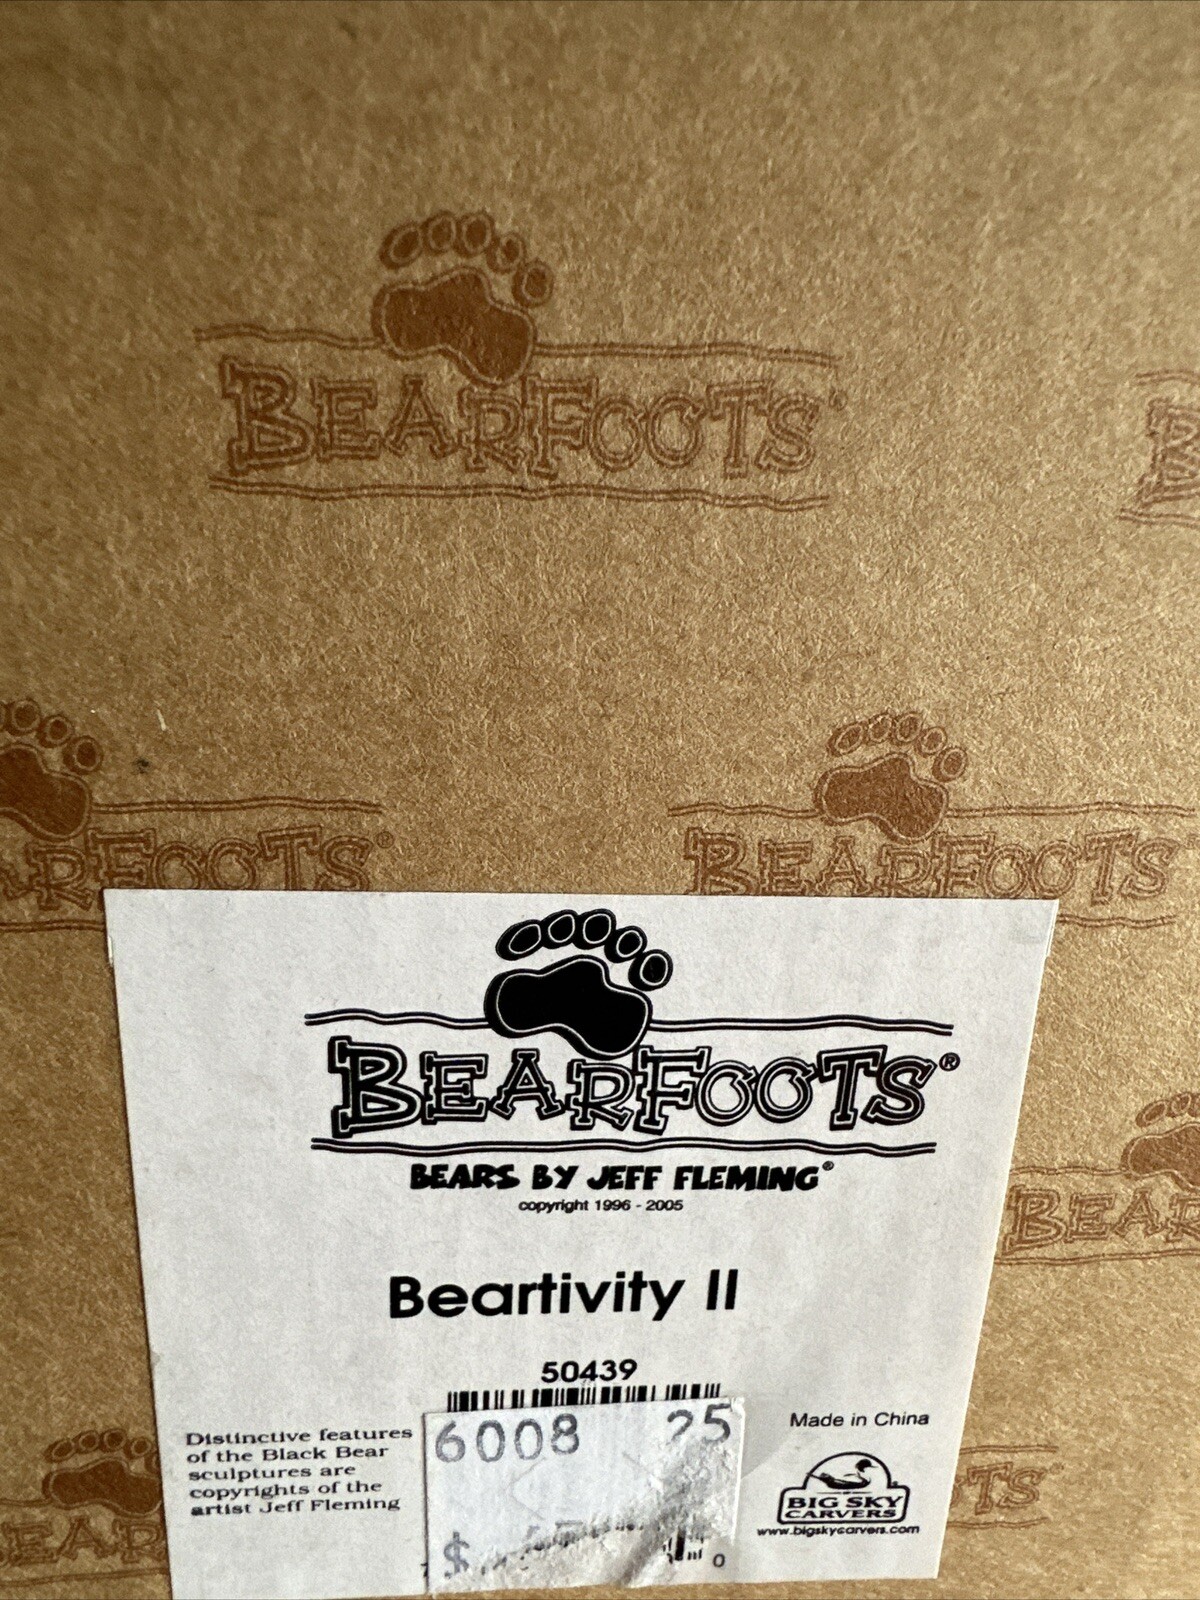 BEARFOOTS®
BEARFOOTS®
BEARFOOTS
BEARFOOTS®
BEARS BY JEFF FLEMING®
copyright 1996 - 2005
Beartivity II
50439
6008 25
Made in China
Distinctive features
of the Black Bear
sculptures are
copyrights of the
artist Jeff Fleming
$
0
BIG SKY
CARVERS
www.bigskycarvers.com